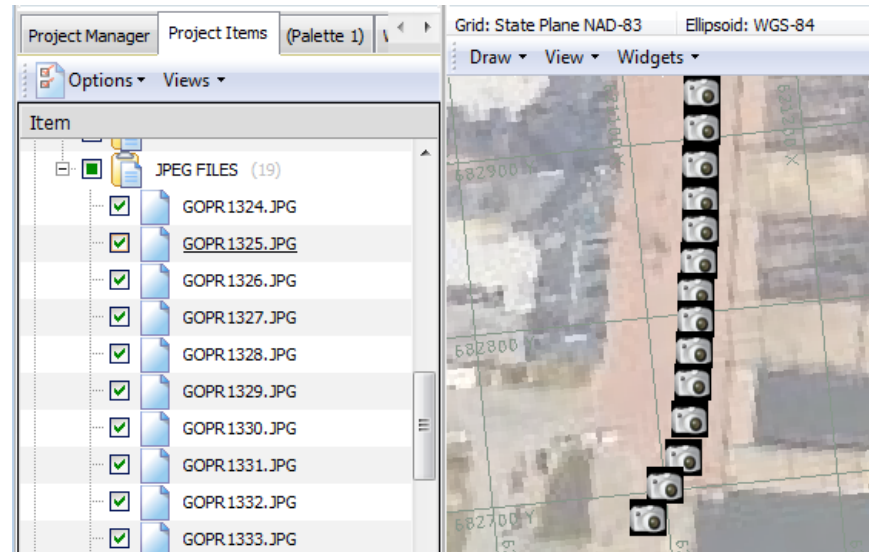 Project Manager
Project Items
(Palette 1)
Options
Views
Item
JPEG FILES (19)
GOPR1324.JPG
GOPR1325.JPG
GOPR1326.JPG
GOPR1327.JPG
GOPR1328.JPG
GOPR1329.JPG
GOPR1330.JPG
GOPR1331.JPG
GOPR1332.JPG
GOPR1333.JPG
Grid: State Plane NAD-83
Ellipsoid: WGS-84
Draw
View
Widgets
682800
682700 Y